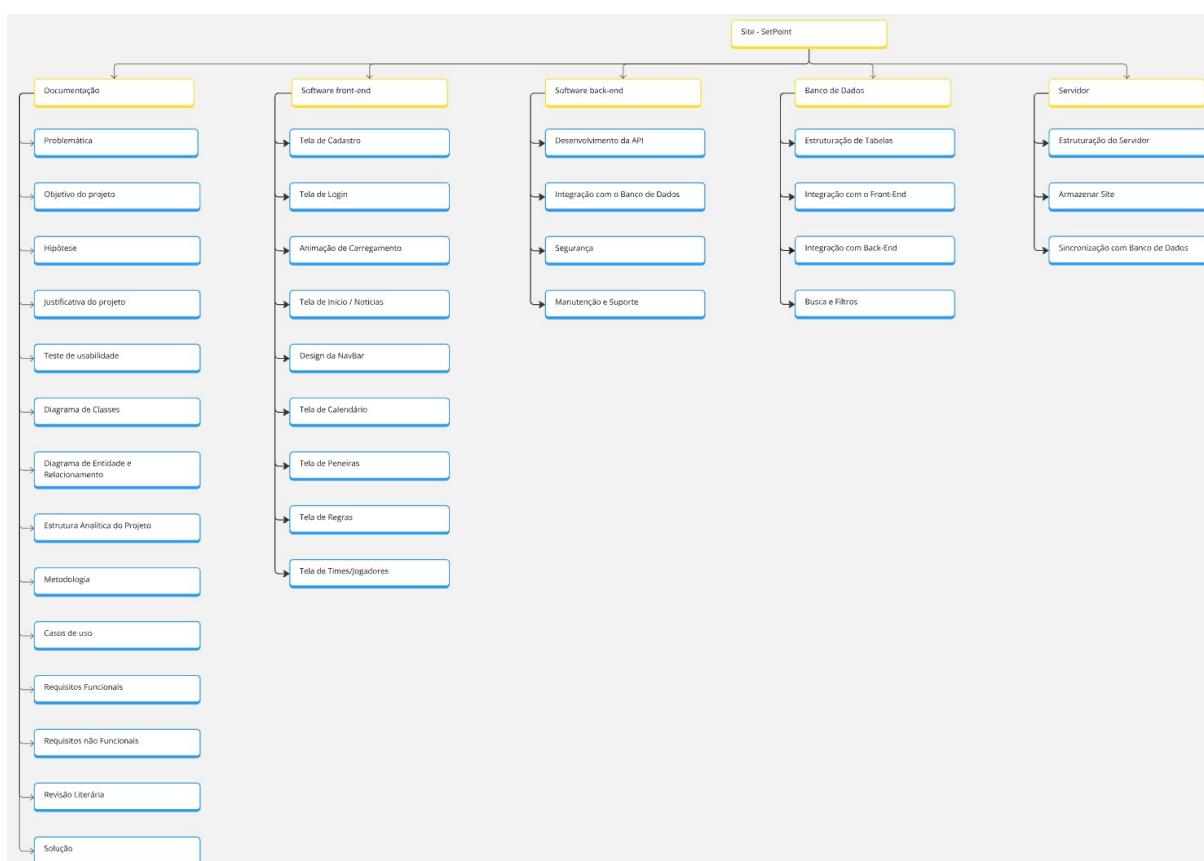 Site - SetPoint
Documentação
Problemática
Objetivo do projeto
Hipótese
Justificativa do projeto
Teste de usabilidade
Diagrama de Classes
Diagrama de Entidade e
Relacionamento
Estrutura Analítica do Projeto
Metodologia
Casos de uso
Requisitos Funcionais
Requisitos não Funcionais
Revisão Literária
Solução
Software front-end
Tela de Cadastro
Tela de Login
Animação de Carregamento
Tela de Início / Notícias
Design da NavBar
Tela de Calendário
Tela de Peneiras
Tela de Regras
Tela de Times/Jogadores
Software back-end
Desenvolvimento da API
Integração com o Banco de Dados
Segurança
Manutenção e Suporte
Banco de Dados
Estruturação de Tabelas
Integração com o Front-End
Integração com Back-End
Busca e Filtros
Servidor
Estruturação do Servidor
Armazenar Site
Sincronização com Banco de Dados